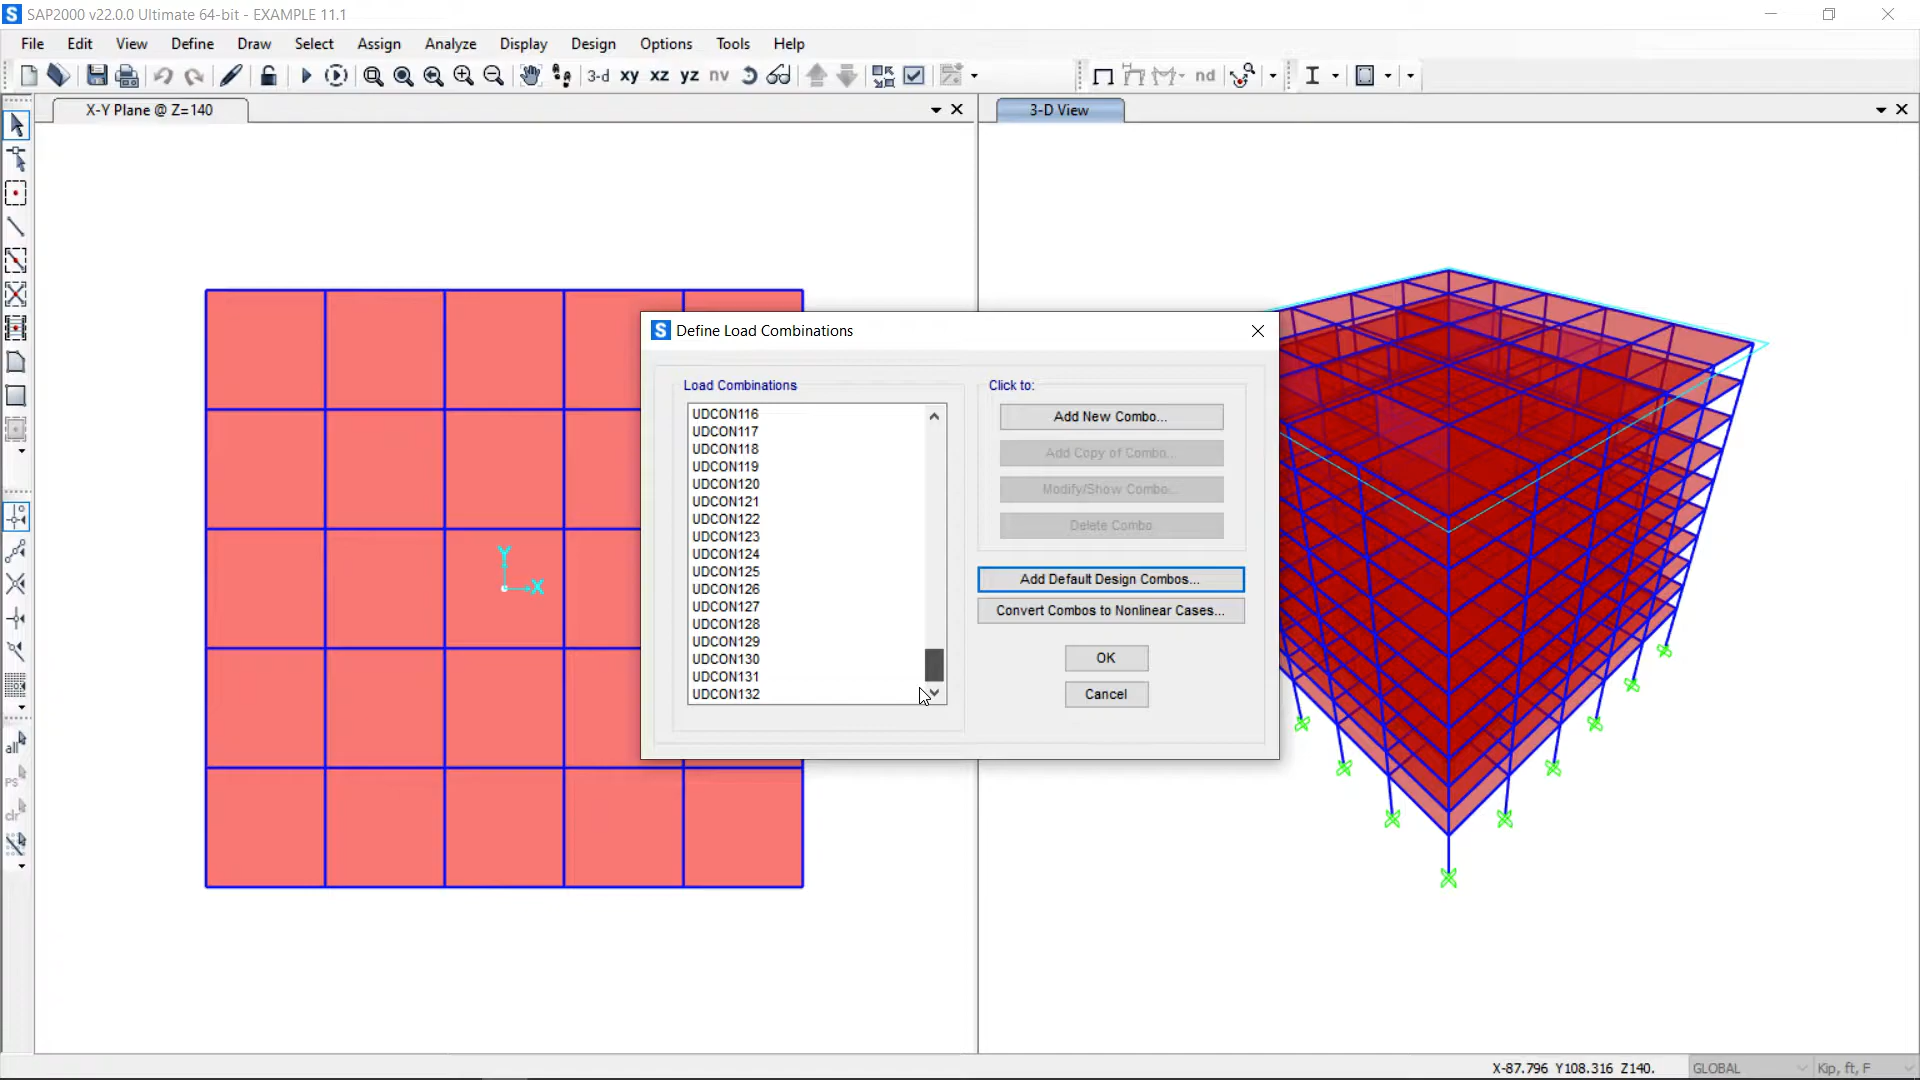 SAP2000 v22.0.0 Ultimate 64-bit - EXAMPLE 11.1
File Edit View Define Draw Select Assign Analyze Display Design Options Tools Help
3-d xy xz yz nv nd
X-Y Plane @ Z=140
3-D View
Define Load Combinations
Load Combinations
Click to:
UDCON116
UDCON117
UDCON118
UDCON119
UDCON120
UDCON121
UDCON122
UDCON123
UDCON124
UDCON125
UDCON126
UDCON127
UDCON128
UDCON129
UDCON130
UDCON131
UDCON132
Add New Combo...
Add Copy of Combo...
Modify/Show Combo...
Delete Combo
Add Default Design Combos...
Convert Combos to Nonlinear Cases...
OK
Cancel
Y
X
all
ps
clr
X-87.796 Y108.316 Z140.
GLOBAL
Kip, ft, F